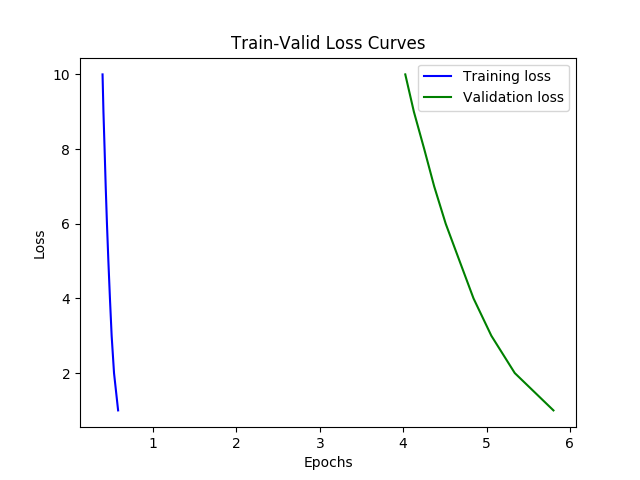 Train-Valid Loss Curves
Training loss
Validation loss
Loss
10
8
6
4
2
1 2 3 4 5 6
Epochs